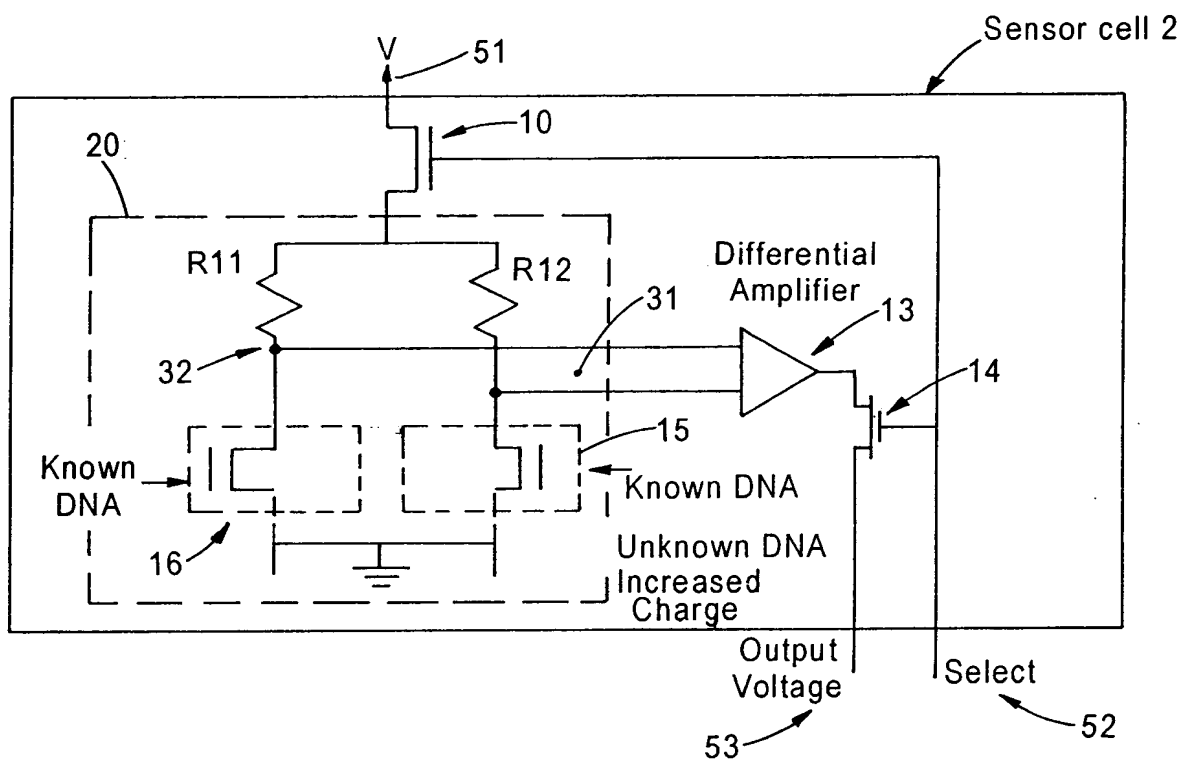 Sensor cell 2
V
51
10
20
R11
R12
Differential
Amplifier
31
13
32
14
15
Known
DNA
Known DNA
16
Unknown DNA
Increased
Charge
Output
Voltage
Select
53
52